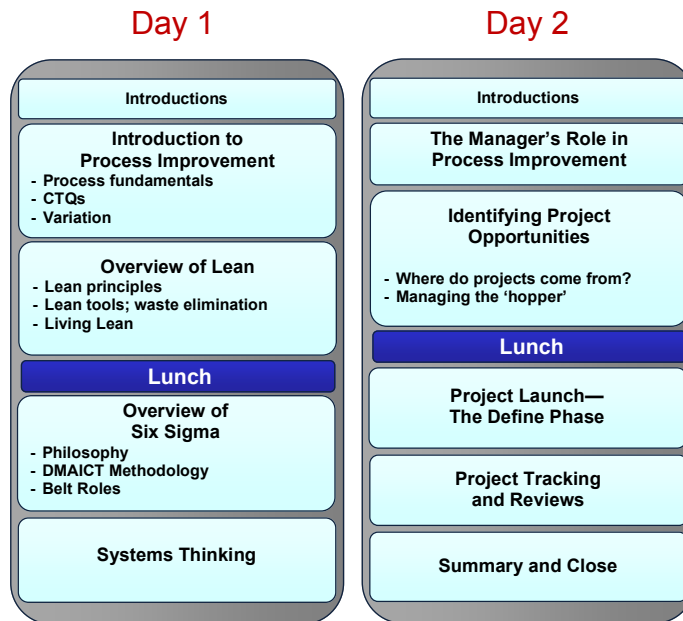 Day 1
Introductions
Introduction to
Process Improvement
- Process fundamentals
- CTQs
- Variation
Overview of Lean
- Lean principles
- Lean tools; waste elimination
- Living Lean
Lunch
Overview of
Six Sigma
- Philosophy
- DMAICT Methodology
- Belt Roles
Systems Thinking
Day 2
Introductions
The Manager’s Role in
Process Improvement
Identifying Project
Opportunities
- Where do projects come from?
- Managing the ‘hopper’
Lunch
Project Launch—
The Define Phase
Project Tracking
and Reviews
Summary and Close